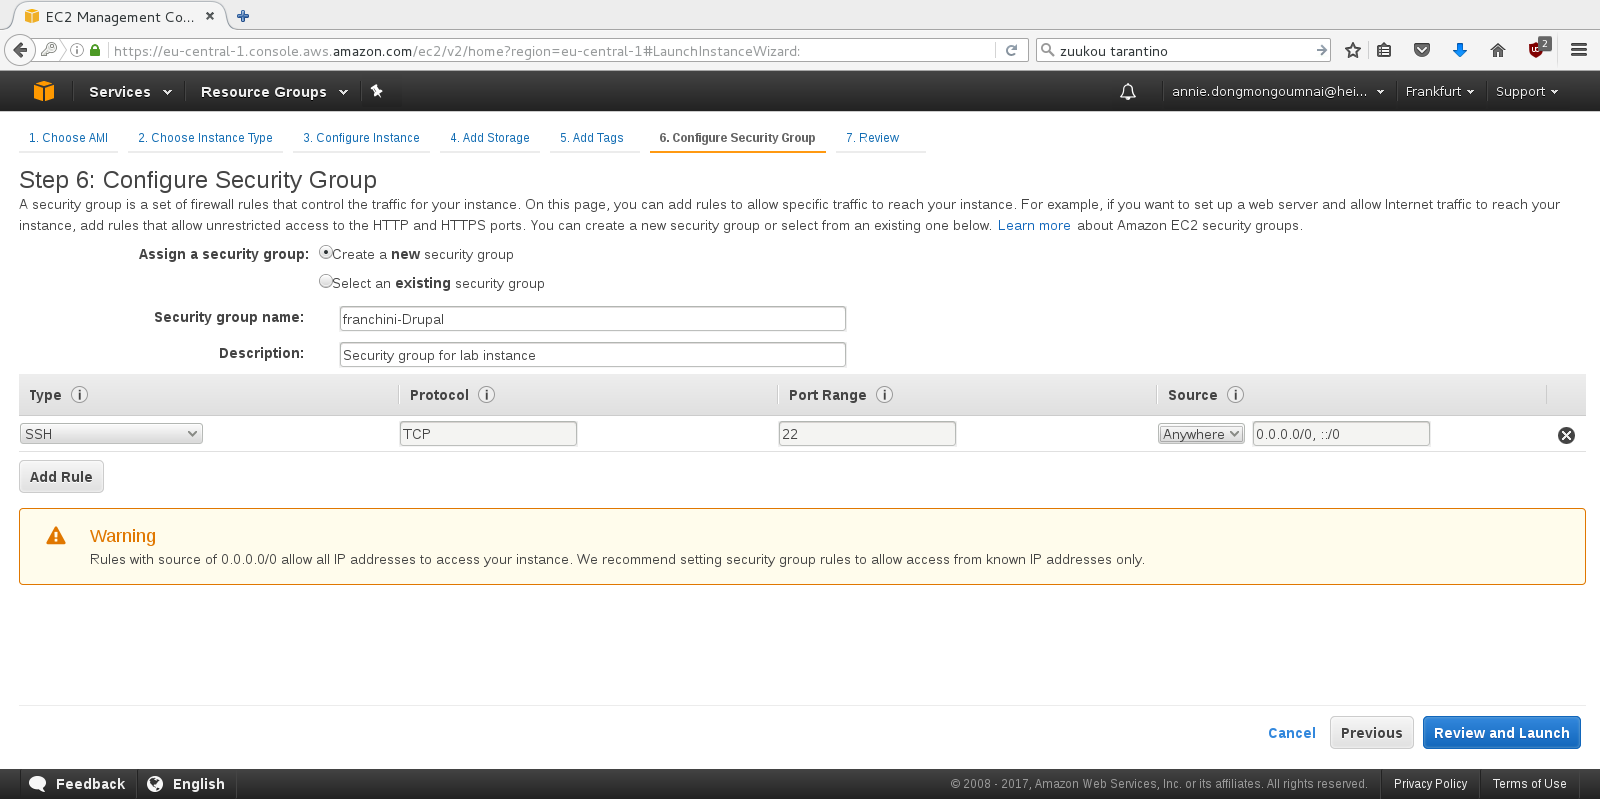 EC2 Management Co...
https://eu-central-1.console.aws.amazon.com/ec2/v2/home?region=eu-central-1#LaunchInstanceWizard:
zuukou tarantino
2
Services
Resource Groups
annie.dongmongoumnai@hei...
Frankfurt
Support
1. Choose AMI
2. Choose Instance Type
3. Configure Instance
4. Add Storage
5. Add Tags
6. Configure Security Group
7. Review
Step 6: Configure Security Group
A security group is a set of firewall rules that control the traffic for your instance. On this page, you can add rules to allow specific traffic to reach your instance. For example, if you want to set up a web server and allow Internet traffic to reach your
instance, add rules that allow unrestricted access to the HTTP and HTTPS ports. You can create a new security group or select from an existing one below. Learn more about Amazon EC2 security groups.
Assign a security group: Create a new security group
Select an existing security group
Security group name: franchini-Drupal
Description: Security group for lab instance
Type Protocol Port Range Source
SSH TCP 22 Anywhere 0.0.0.0/0, ::/0
Add Rule
Warning
Rules with source of 0.0.0.0/0 allow all IP addresses to access your instance. We recommend setting security group rules to allow access from known IP addresses only.
Cancel Previous Review and Launch
Feedback English © 2008 - 2017, Amazon Web Services, Inc. or its affiliates. All rights reserved. Privacy Policy Terms of Use